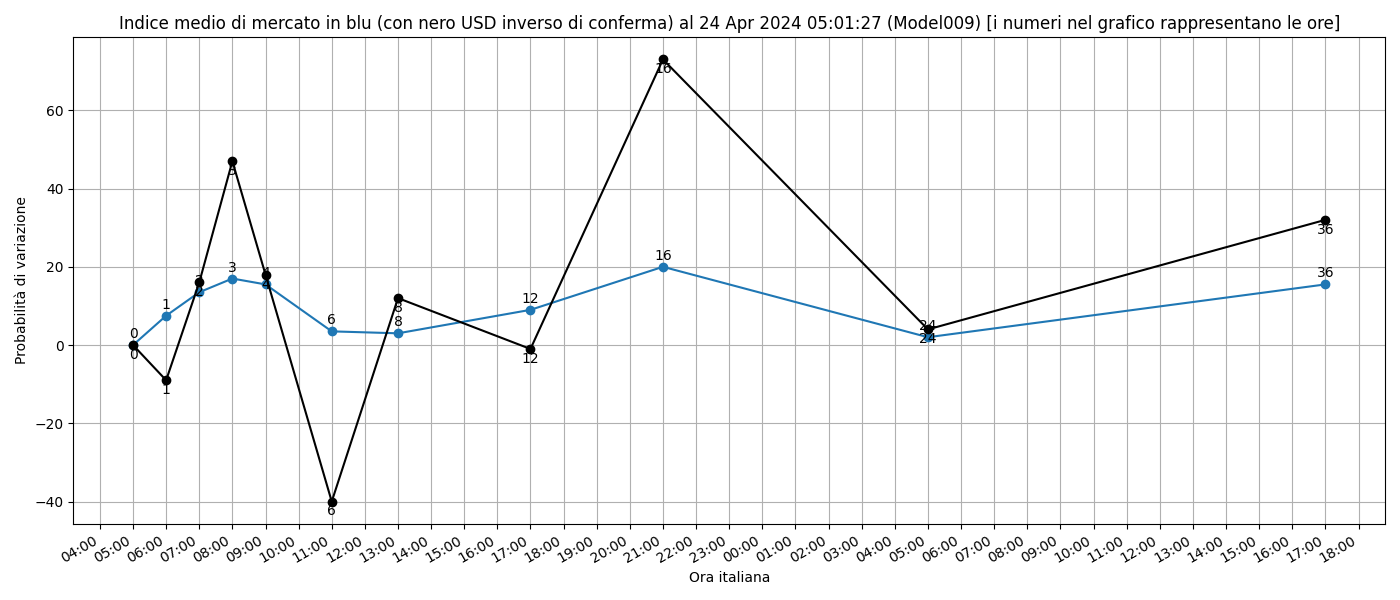 Indice medio di mercato in blu (con nero USD inverso di conferma) al 24 Apr 2024 05:01:27 (Model009) [i numeri nel grafico rappresentano le ore]
Probabilità di variazione
60
40
20
0
−20
−40
0 1 2 3 4 6 8 12 16 24 36
0 1 2 3 4 6 8 12 16 24 36
04:00 05:00 06:00 07:00 08:00 09:00 10:00 11:00 12:00 13:00 14:00 15:00 16:00 17:00 18:00 19:00 20:00 21:00 22:00 23:00 00:00 01:00 02:00 03:00 04:00 05:00 06:00 07:00 08:00 09:00 10:00 11:00 12:00 13:00 14:00 15:00 16:00 17:00 18:00
Ora italiana